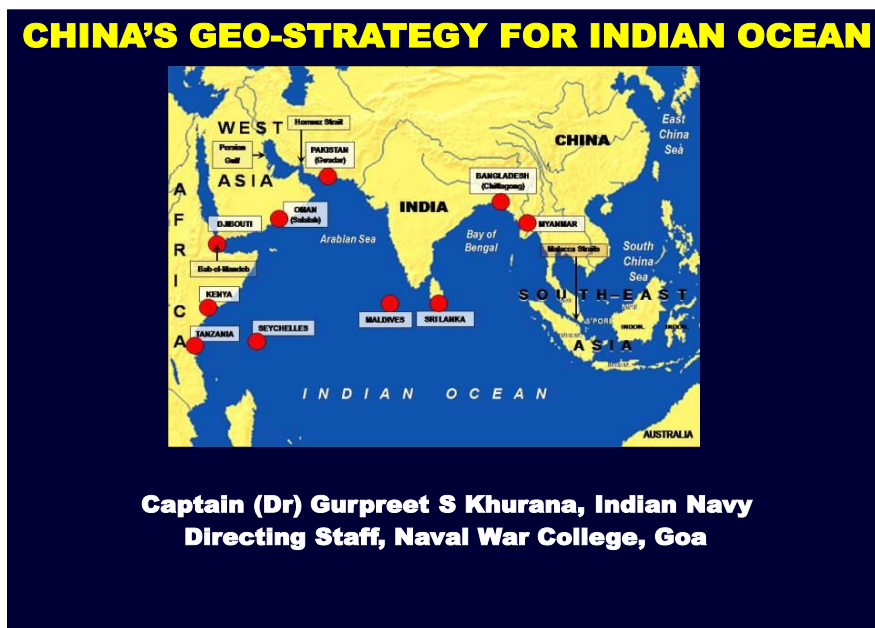 CHINA'S GEO-STRATEGY FOR INDIAN OCEAN
WEST
ASIA
Hormuz Strait
Persian
Gulf
PAKISTAN
(Gwadar)
CHINA
East
China
Sea
BANGLADESH
(Chittagong)
AFRICA
OMAN
(Salalah)
INDIA
DJIBOUTI
MYANMAR
Arabian Sea
Bay of
Bengal
Malacca Straits
South
China
Sea
Bab-el-Mandeb
KENYA
SOUTH-EAST
ASIA
S'PORE
INDON.
INDON.
MALDIVES
SRI LANKA
TANZANIA
SEYCHELLES
INDIAN OCEAN
AUSTRALIA
Captain (Dr) Gurpreet S Khurana, Indian Navy
Directing Staff, Naval War College, Goa